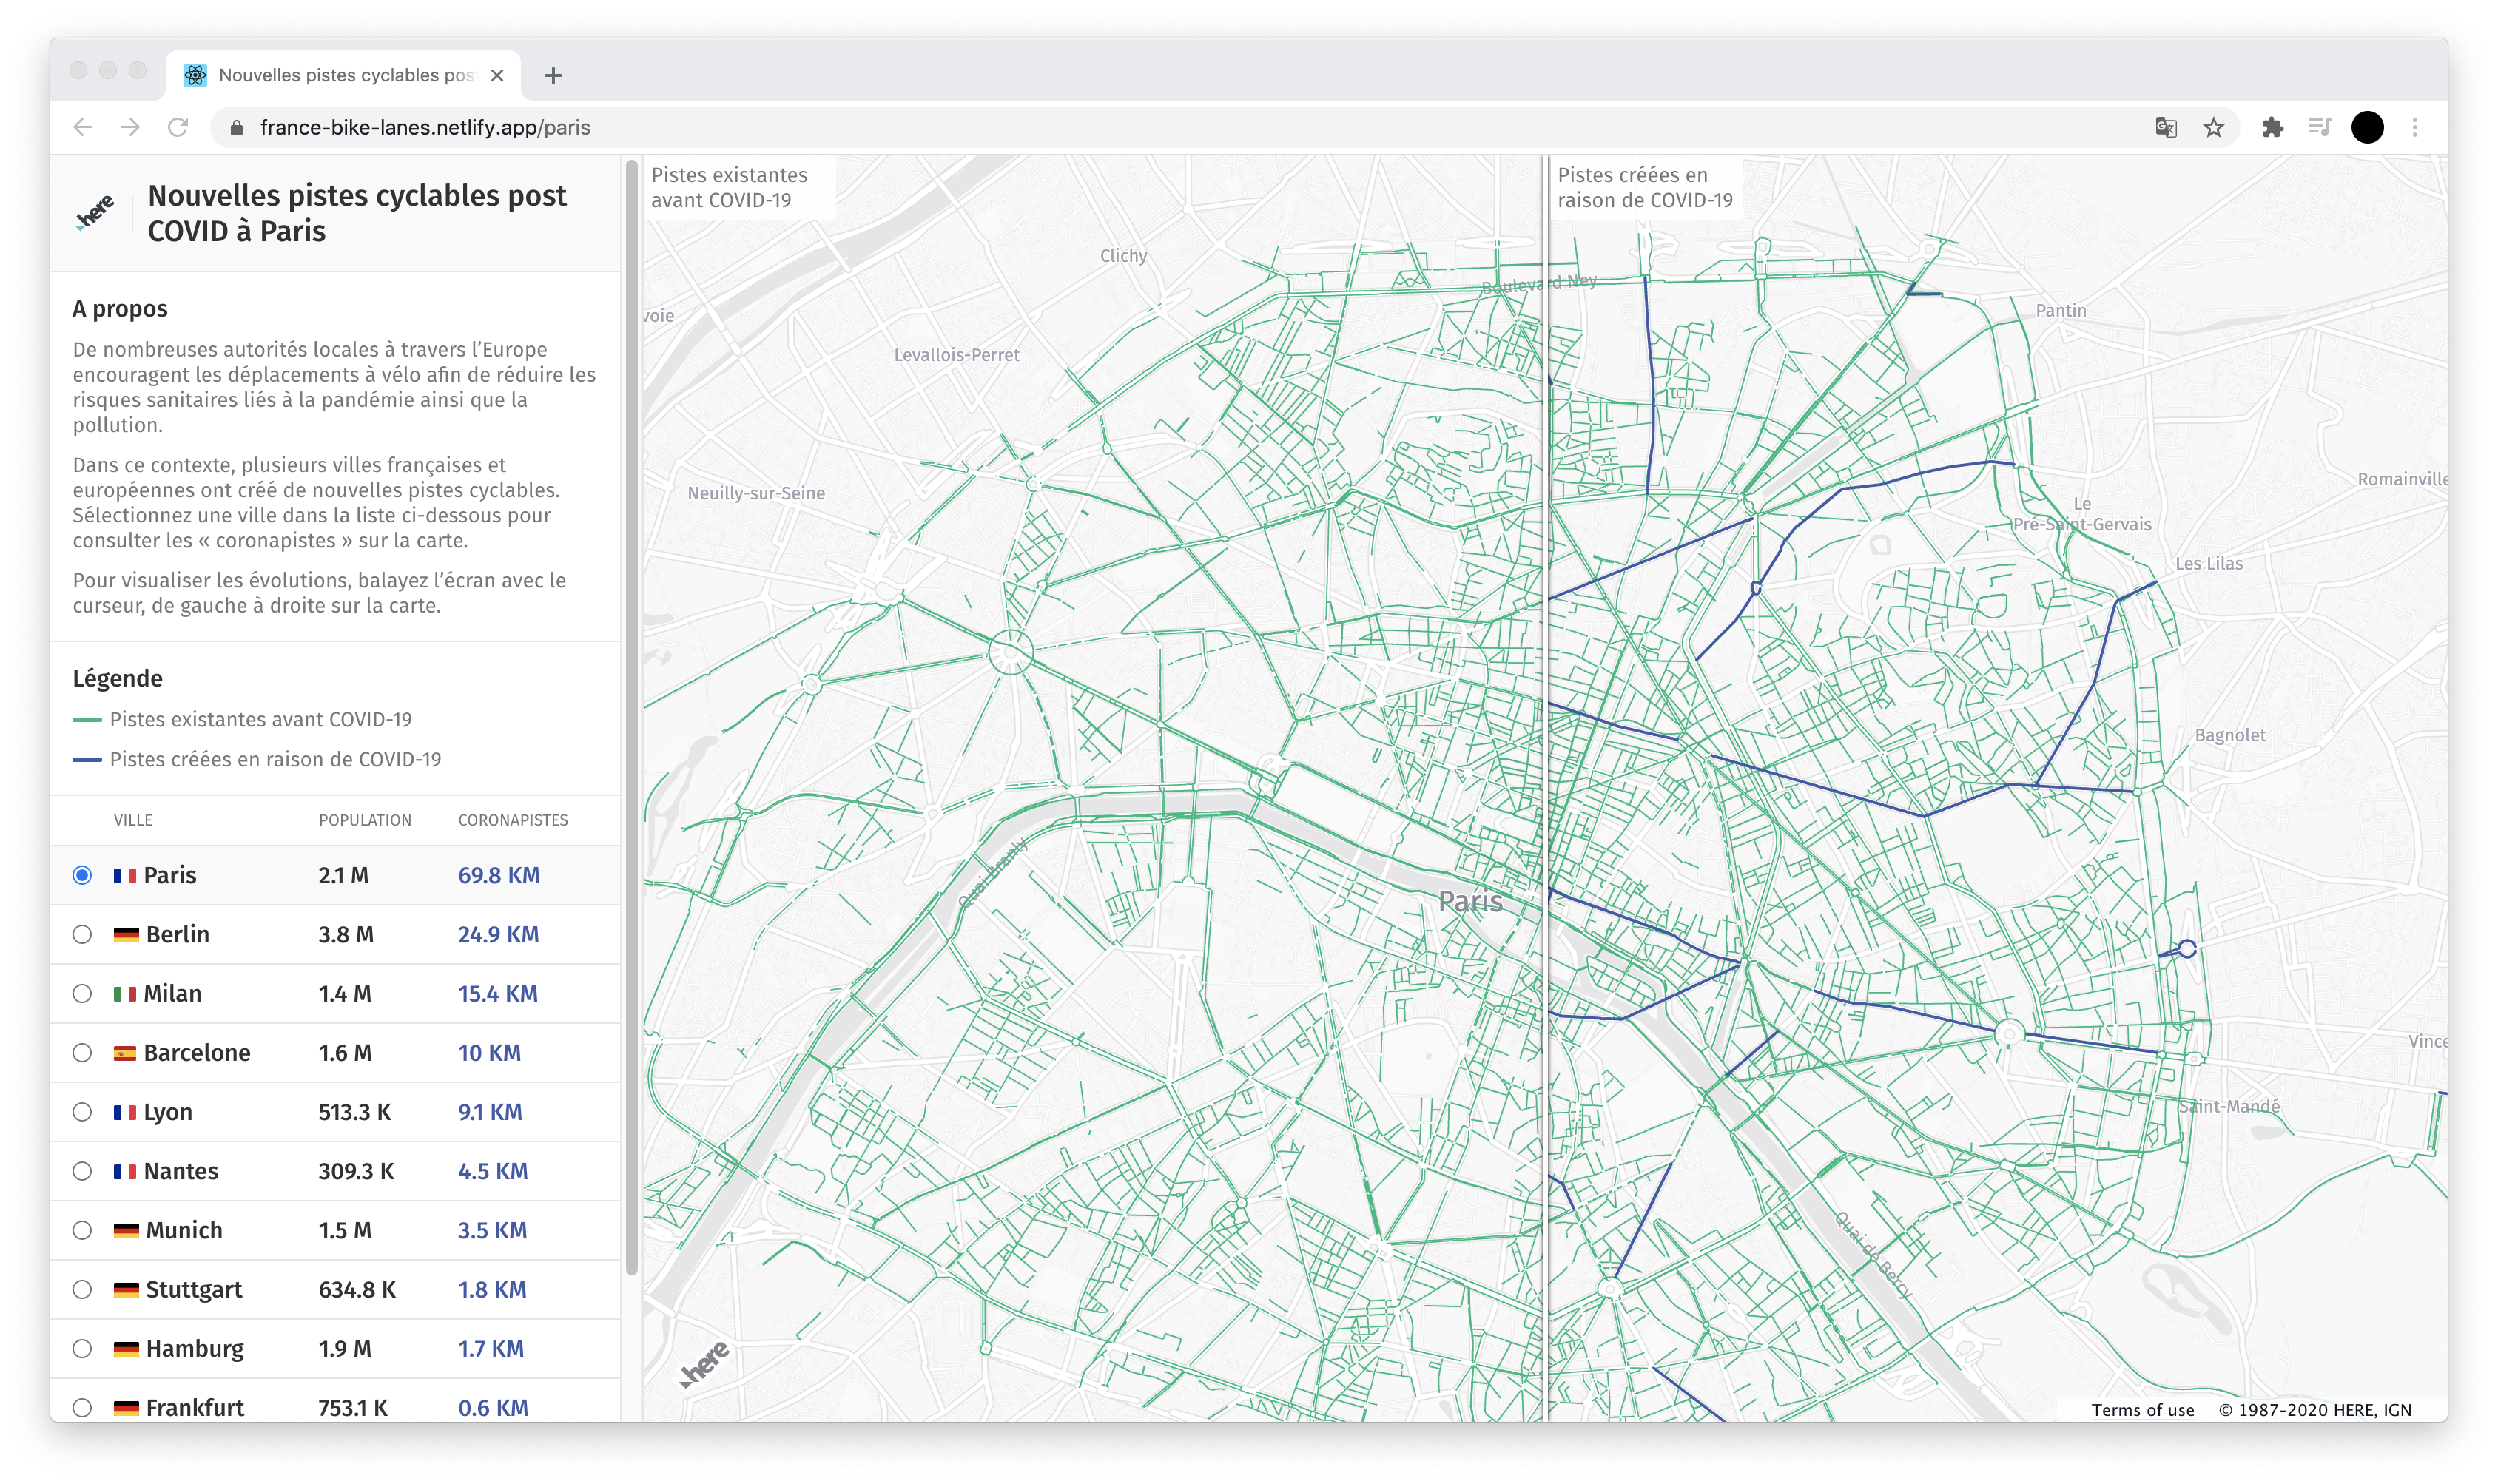 Nouvelles pistes cyclables pos
france-bike-lanes.netlify.app/paris
here
Nouvelles pistes cyclables post
COVID à Paris
A propos
De nombreuses autorités locales à travers l’Europe
encouragent les déplacements à vélo afin de réduire les
risques sanitaires liés à la pandémie ainsi que la
pollution.
Dans ce contexte, plusieurs villes françaises et
européennes ont créé de nouvelles pistes cyclables.
Sélectionnez une ville dans la liste ci-dessous pour
consulter les « coronapistes » sur la carte.
Pour visualiser les évolutions, balayez l’écran avec le
curseur, de gauche à droite sur la carte.
Légende
Pistes existantes avant COVID-19
Pistes créées en raison de COVID-19
VILLE POPULATION CORONAPISTES
Paris 2.1 M 69.8 KM
Berlin 3.8 M 24.9 KM
Milan 1.4 M 15.4 KM
Barcelone 1.6 M 10 KM
Lyon 513.3 K 9.1 KM
Nantes 309.3 K 4.5 KM
Munich 1.5 M 3.5 KM
Stuttgart 634.8 K 1.8 KM
Hamburg 1.9 M 1.7 KM
Frankfurt 753.1 K 0.6 KM
Pistes existantes
avant COVID-19
Pistes créées en
raison de COVID-19
Clichy
Boulevard Ney
Pantin
voie
Levallois-Perret
Neuilly-sur-Seine
Romainville
Le
Pré-Saint-Gervais
Les Lilas
Bagnolet
Quai Branly
Paris
Vince
Saint-Mandé
Quai de Bercy
here
Terms of use © 1987–2020 HERE, IGN